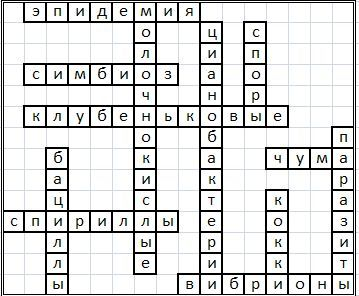 эпидемия
симбиоз
клубеньковые
чума
спириллы
вибрионы
молочнокислые
цианобактерии
споры
паразиты
бациллы
кокки